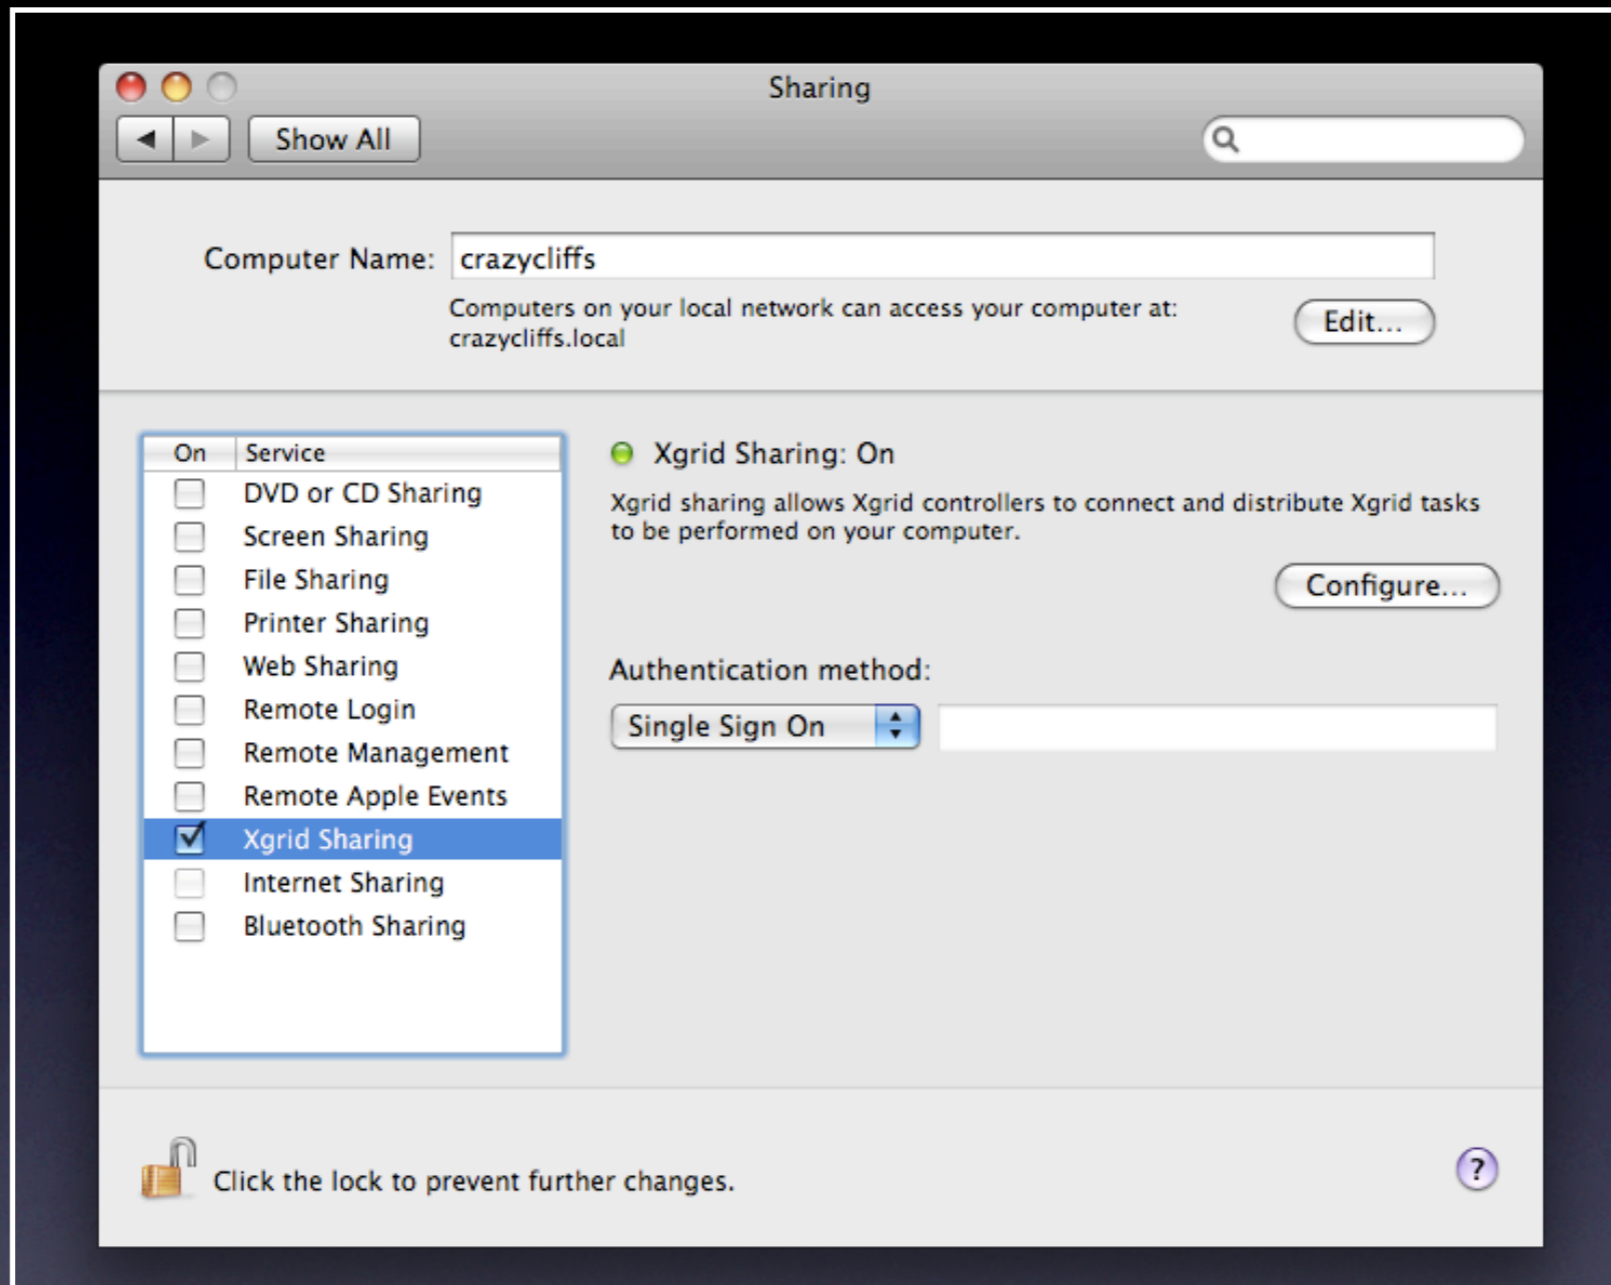 Sharing
Show All
Computer Name: crazycliffs
Computers on your local network can access your computer at:
crazycliffs.local
Edit...
On Service
DVD or CD Sharing
Screen Sharing
File Sharing
Printer Sharing
Web Sharing
Remote Login
Remote Management
Remote Apple Events
Xgrid Sharing
Internet Sharing
Bluetooth Sharing
Xgrid Sharing: On
Xgrid sharing allows Xgrid controllers to connect and distribute Xgrid tasks
to be performed on your computer.
Configure...
Authentication method:
Single Sign On
Click the lock to prevent further changes.
?